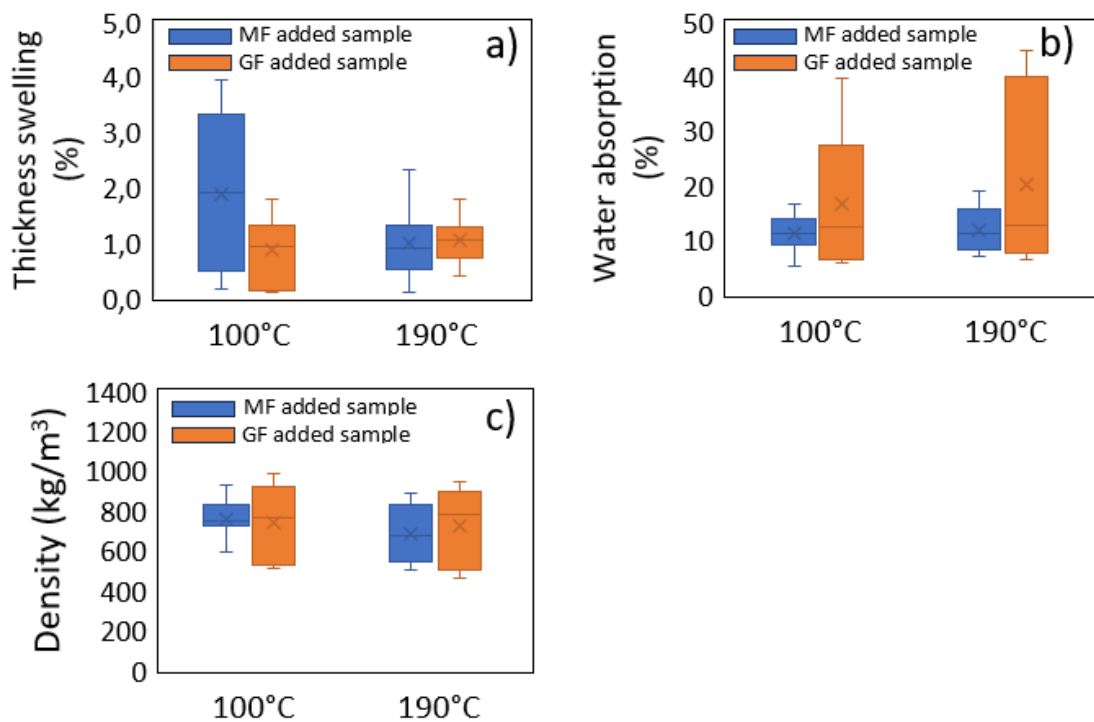 5,0
4,0
3,0
2,0
1,0
0,0
Thickness swelling
(%)
MF added sample
GF added sample
a)
100°C
190°C
50
40
30
20
10
0
Water absorption
(%)
MF added sample
GF added sample
b)
100°C
190°C
1400
1200
1000
800
600
400
200
0
Density (kg/m³)
MF added sample
GF added sample
c)
100°C
190°C